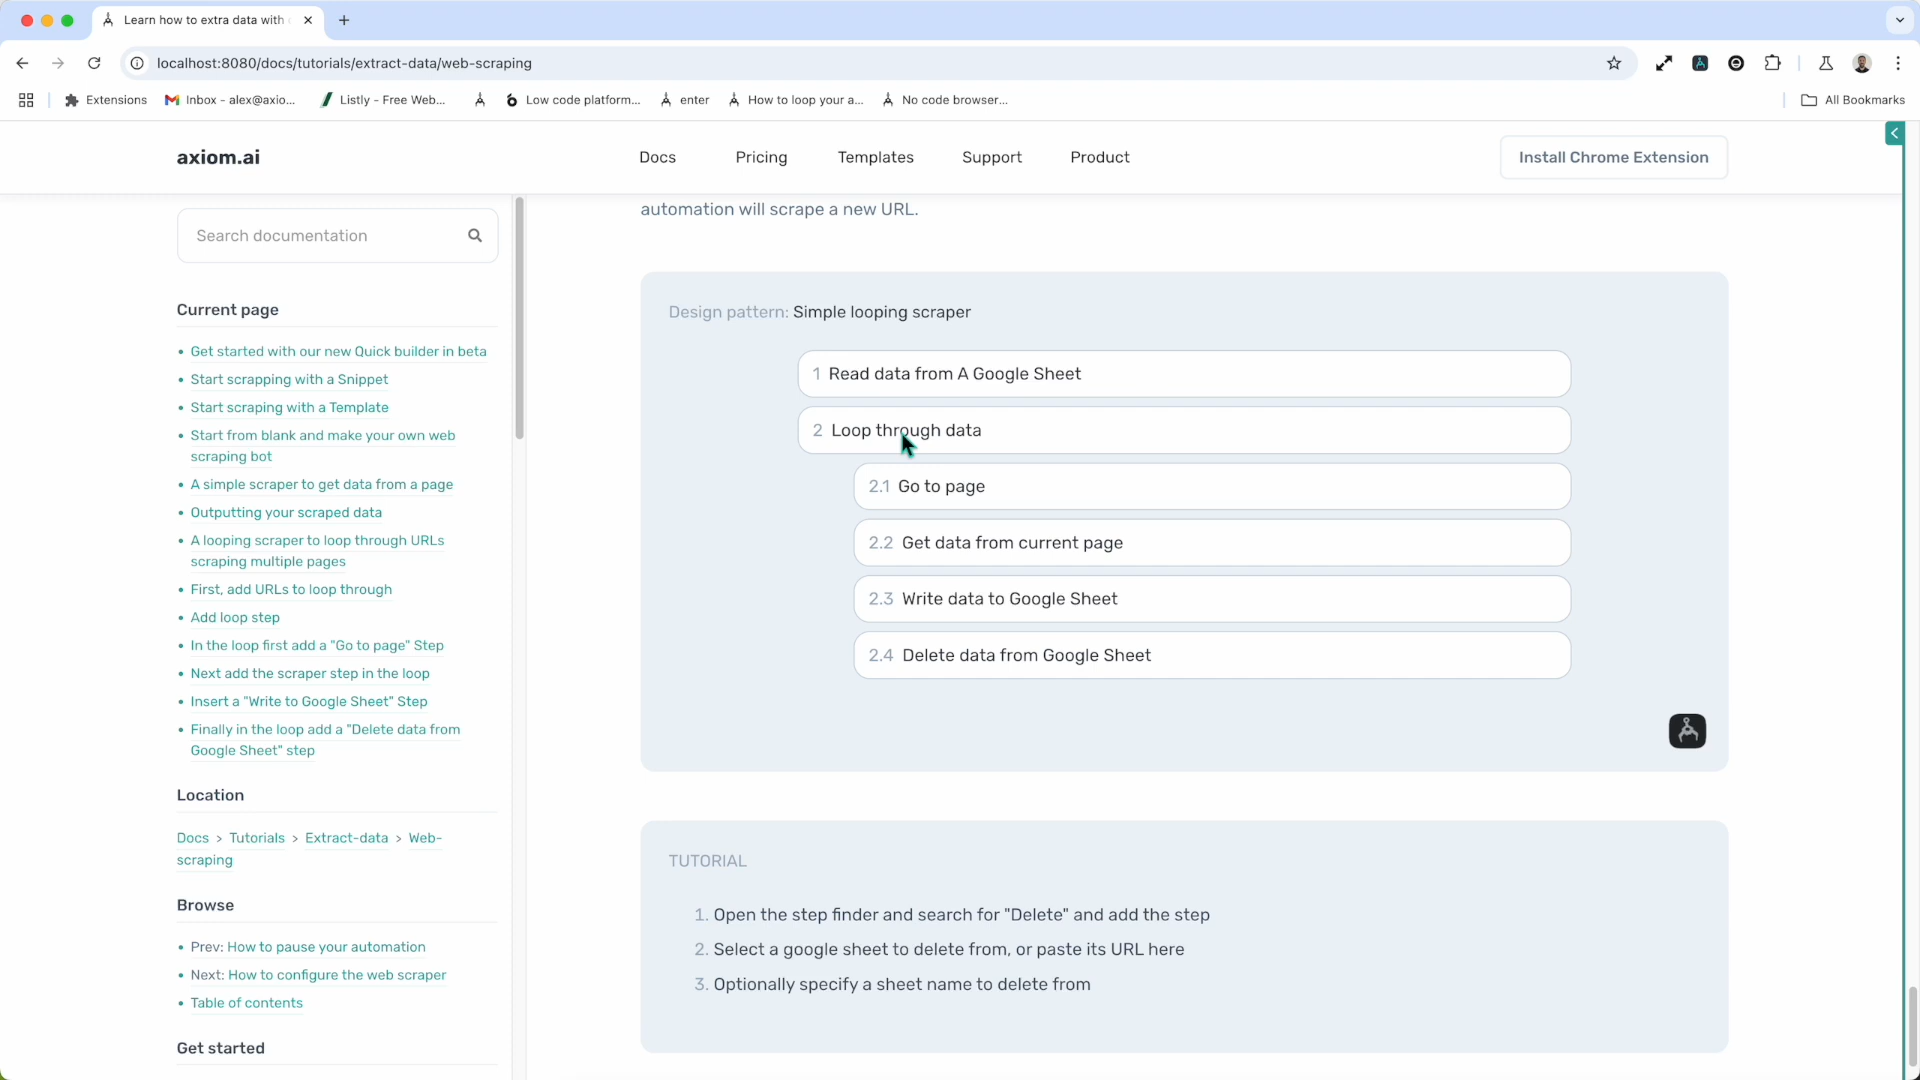 Learn how to extra data with
localhost:8080/docs/tutorials/extract-data/web-scraping
Extensions
Inbox - alex@axio...
Listly - Free Web...
Low code platform...
enter
How to loop your a...
No code browser...
All Bookmarks
axiom.ai
Docs
Pricing
Templates
Support
Product
Install Chrome Extension
Search documentation
Current page
• Get started with our new Quick builder in beta
• Start scrapping with a Snippet
• Start scraping with a Template
• Start from blank and make your own web
scraping bot
• A simple scraper to get data from a page
• Outputting your scraped data
• A looping scraper to loop through URLs
scraping multiple pages
• First, add URLs to loop through
• Add loop step
• In the loop first add a "Go to page" Step
• Next add the scraper step in the loop
• Insert a "Write to Google Sheet" Step
• Finally in the loop add a "Delete data from
Google Sheet" step
Location
Docs > Tutorials > Extract-data > Web-
scraping
Browse
• Prev: How to pause your automation
• Next: How to configure the web scraper
• Table of contents
Get started
automation will scrape a new URL.
Design pattern: Simple looping scraper
1 Read data from A Google Sheet
2 Loop through data
2.1 Go to page
2.2 Get data from current page
2.3 Write data to Google Sheet
2.4 Delete data from Google Sheet
TUTORIAL
1. Open the step finder and search for "Delete" and add the step
2. Select a google sheet to delete from, or paste its URL here
3. Optionally specify a sheet name to delete from